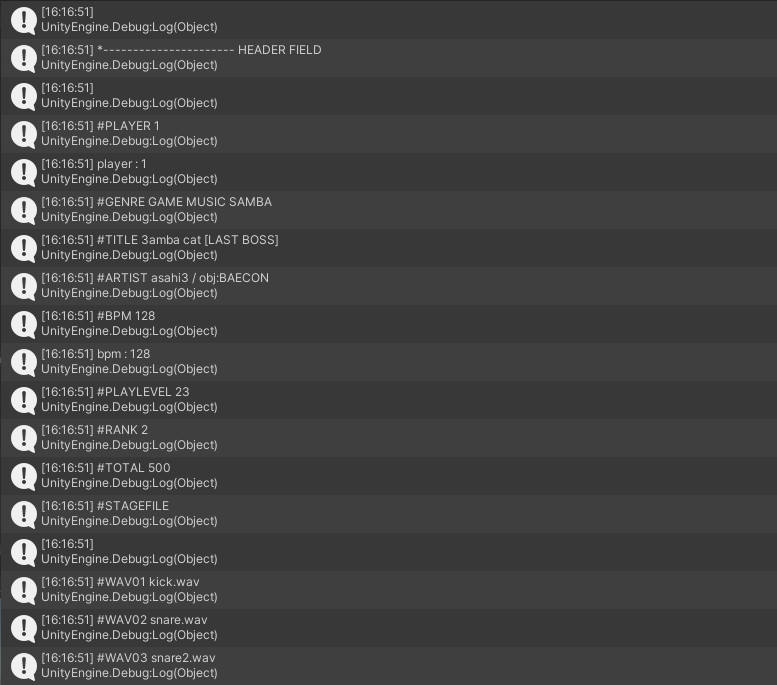 [16:16:51]
UnityEngine.Debug:Log(Object)
[16:16:51] *---------------------- HEADER FIELD
UnityEngine.Debug:Log(Object)
[16:16:51]
UnityEngine.Debug:Log(Object)
[16:16:51] #PLAYER 1
UnityEngine.Debug:Log(Object)
[16:16:51] player : 1
UnityEngine.Debug:Log(Object)
[16:16:51] #GENRE GAME MUSIC SAMBA
UnityEngine.Debug:Log(Object)
[16:16:51] #TITLE 3amba cat [LAST BOSS]
UnityEngine.Debug:Log(Object)
[16:16:51] #ARTIST asahi3 / obj:BAECON
UnityEngine.Debug:Log(Object)
[16:16:51] #BPM 128
UnityEngine.Debug:Log(Object)
[16:16:51] bpm : 128
UnityEngine.Debug:Log(Object)
[16:16:51] #PLAYLEVEL 23
UnityEngine.Debug:Log(Object)
[16:16:51] #RANK 2
UnityEngine.Debug:Log(Object)
[16:16:51] #TOTAL 500
UnityEngine.Debug:Log(Object)
[16:16:51] #STAGEFILE
UnityEngine.Debug:Log(Object)
[16:16:51]
UnityEngine.Debug:Log(Object)
[16:16:51] #WAV01 kick.wav
UnityEngine.Debug:Log(Object)
[16:16:51] #WAV02 snare.wav
UnityEngine.Debug:Log(Object)
[16:16:51] #WAV03 snare2.wav
UnityEngine.Debug:Log(Object)